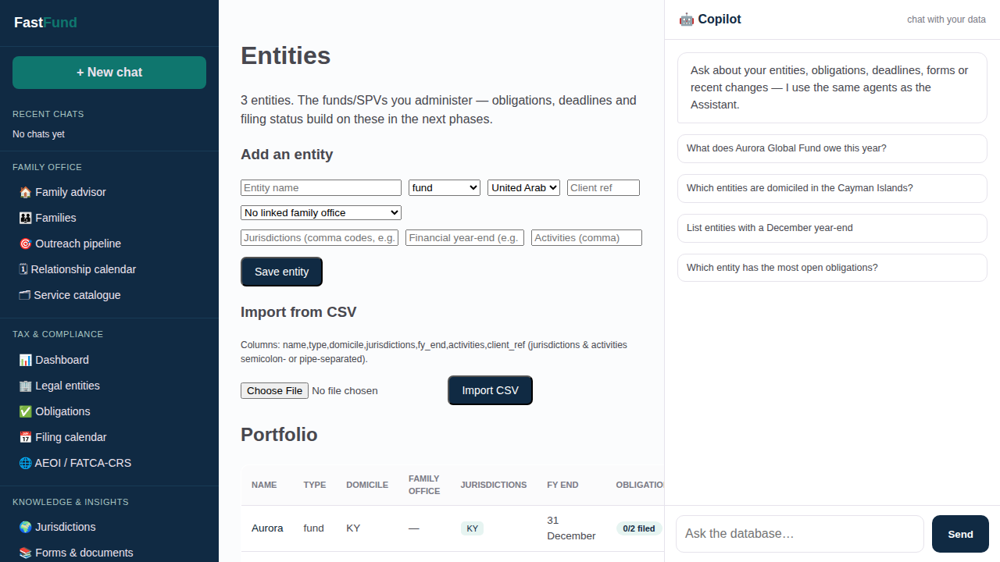 FastFund
+ New chat
RECENT CHATS
No chats yet
FAMILY OFFICE
Family advisor
Families
Outreach pipeline
Relationship calendar
Service catalogue
TAX & COMPLIANCE
Dashboard
Legal entities
Obligations
Filing calendar
AEOI / FATCA-CRS
KNOWLEDGE & INSIGHTS
Jurisdictions
Forms & documents
Entities
3 entities. The funds/SPVs you administer — obligations, deadlines and
filing status build on these in the next phases.
Add an entity
Entity name fund United Arab Client ref
No linked family office
Jurisdictions (comma codes, e.g. Financial year-end (e.g. Activities (comma)
Save entity
Import from CSV
Columns: name,type,domicile,jurisdictions,fy_end,activities,client_ref (jurisdictions & activities
semicolon- or pipe-separated).
Choose File No file chosen Import CSV
Portfolio
NAME TYPE DOMICILE FAMILY OFFICE JURISDICTIONS FY END OBLIGATION
Aurora fund KY — KY 31 December 0/2 filed
Copilot chat with your data
Ask about your entities, obligations, deadlines, forms or
recent changes — I use the same agents as the
Assistant.
What does Aurora Global Fund owe this year?
Which entities are domiciled in the Cayman Islands?
List entities with a December year-end
Which entity has the most open obligations?
Ask the database… Send